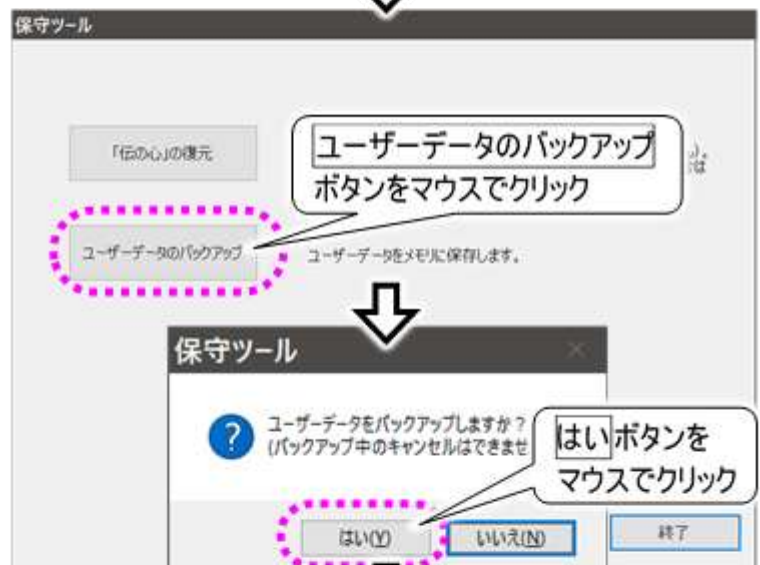 保守ツール
「伝の心」の復元
ユーザーデータのバックアップ
ボタンをマウスでクリック
ユーザーデータのバックアップ
ユーザーデータをメモリに保存します。
保守ツール
ユーザーデータをバックアップしますか？
(バックアップ中のキャンセルはできませ
はいボタンを
マウスでクリック
はい(Y)
いいえ(N)
終了